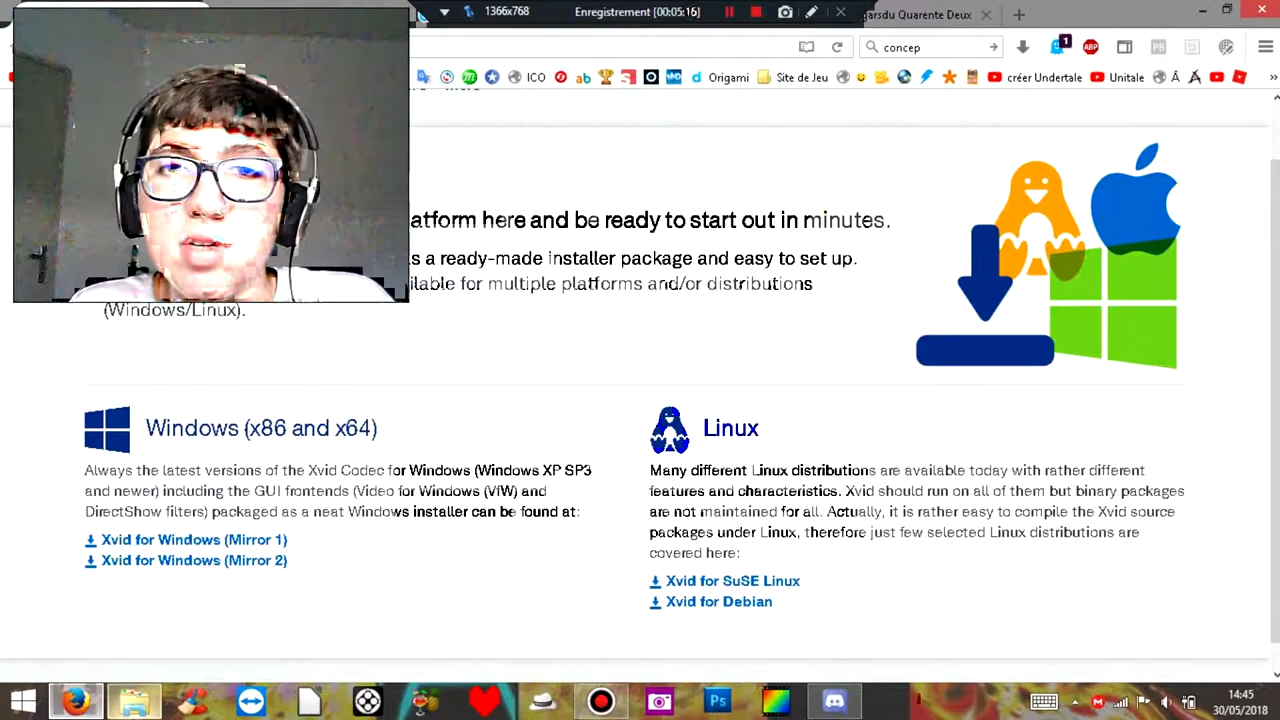 1366x768
Enregistrement [00:05:16]
garsdu Quarente Deux
concep
1
ABP
PB
ab
ICO
Origami
Site de Jeu
créer Undertale
Unitale
atform here and be ready to start out in minutes.
s a ready-made installer package and easy to set up.
ilable for multiple platforms and/or distributions
(Windows/Linux).
Windows (x86 and x64)
Always the latest versions of the Xvid Codec for Windows (Windows XP SP3
and newer) including the GUI frontends (Video for Windows (VfW) and
DirectShow filters) packaged as a neat Windows installer can be found at:
Xvid for Windows (Mirror 1)
Xvid for Windows (Mirror 2)
Linux
Many different Linux distributions are available today with rather different
features and characteristics. Xvid should run on all of them but binary packages
are not maintained for all. Actually, it is rather easy to compile the Xvid source
packages under Linux, therefore just few selected Linux distributions are
covered here:
Xvid for SuSE Linux
Xvid for Debian
Ps
14:45
30/05/2018